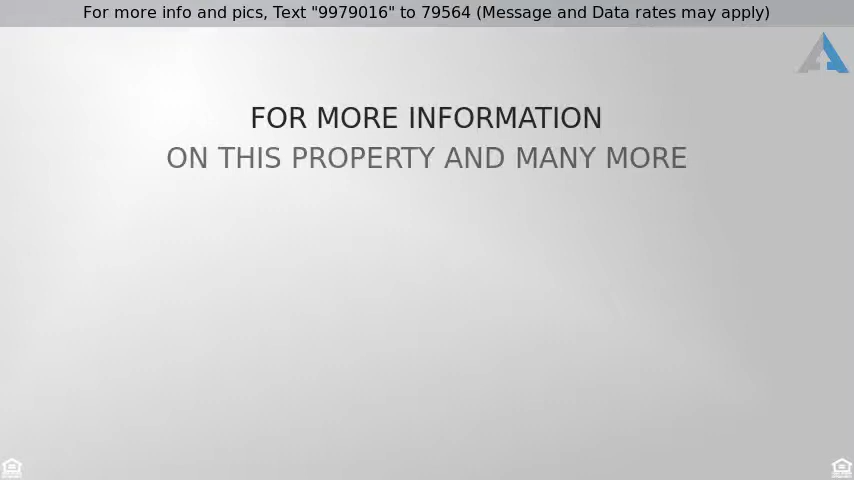 For more info and pics, Text "9979016" to 79564 (Message and Data rates may apply)
FOR MORE INFORMATION
ON THIS PROPERTY AND MANY MORE